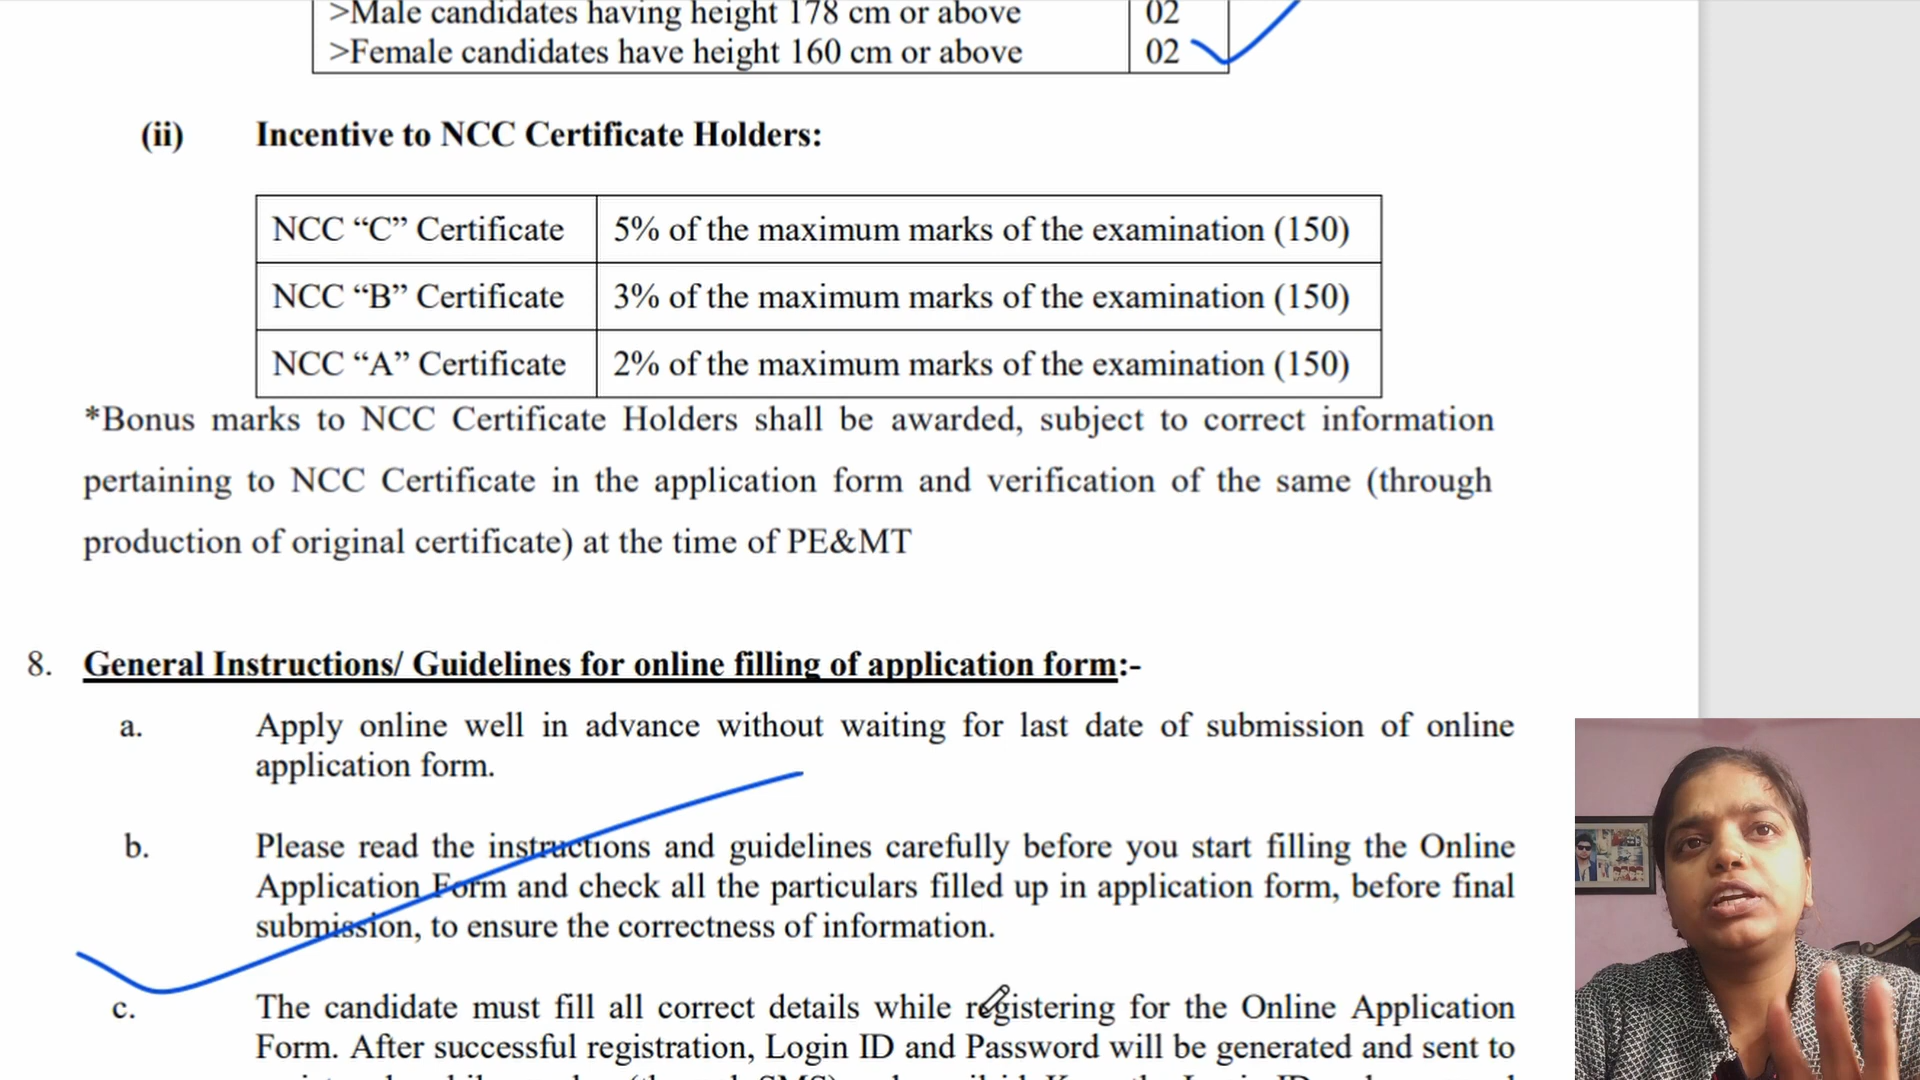 >Male candidates having height 178 cm or above 02
>Female candidates have height 160 cm or above 02
(ii) Incentive to NCC Certificate Holders:
NCC “C” Certificate 5% of the maximum marks of the examination (150)
NCC “B” Certificate 3% of the maximum marks of the examination (150)
NCC “A” Certificate 2% of the maximum marks of the examination (150)
*Bonus marks to NCC Certificate Holders shall be awarded, subject to correct information
pertaining to NCC Certificate in the application form and verification of the same (through
production of original certificate) at the time of PE&MT
8. General Instructions/ Guidelines for online filling of application form:-
a. Apply online well in advance without waiting for last date of submission of online
application form.
b. Please read the instructions and guidelines carefully before you start filling the Online
Application Form and check all the particulars filled up in application form, before final
submission, to ensure the correctness of information.
c. The candidate must fill all correct details while registering for the Online Application
Form. After successful registration, Login ID and Password will be generated and sent to